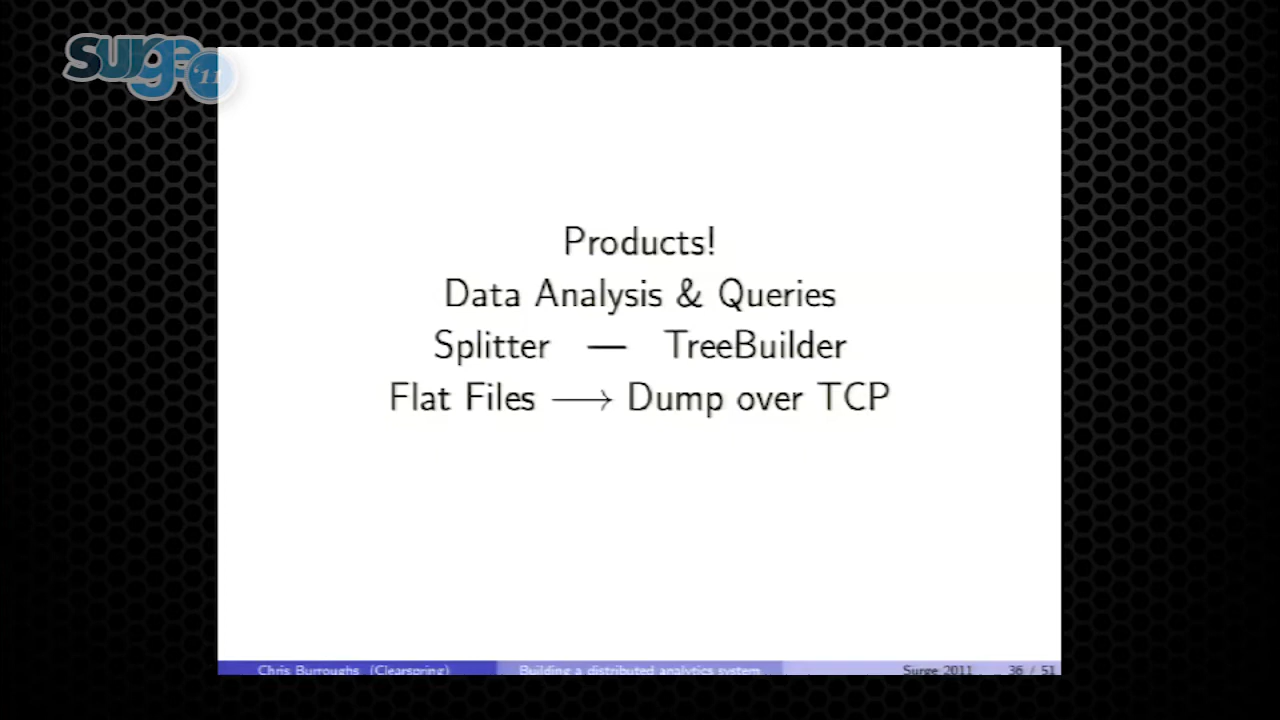 surge '11
Products!
Data Analysis & Queries
Splitter — TreeBuilder
Flat Files ⟶ Dump over TCP
Chris Burroughs (Clearspring) Building a distributed analytics system Surge 2011 36 / 51